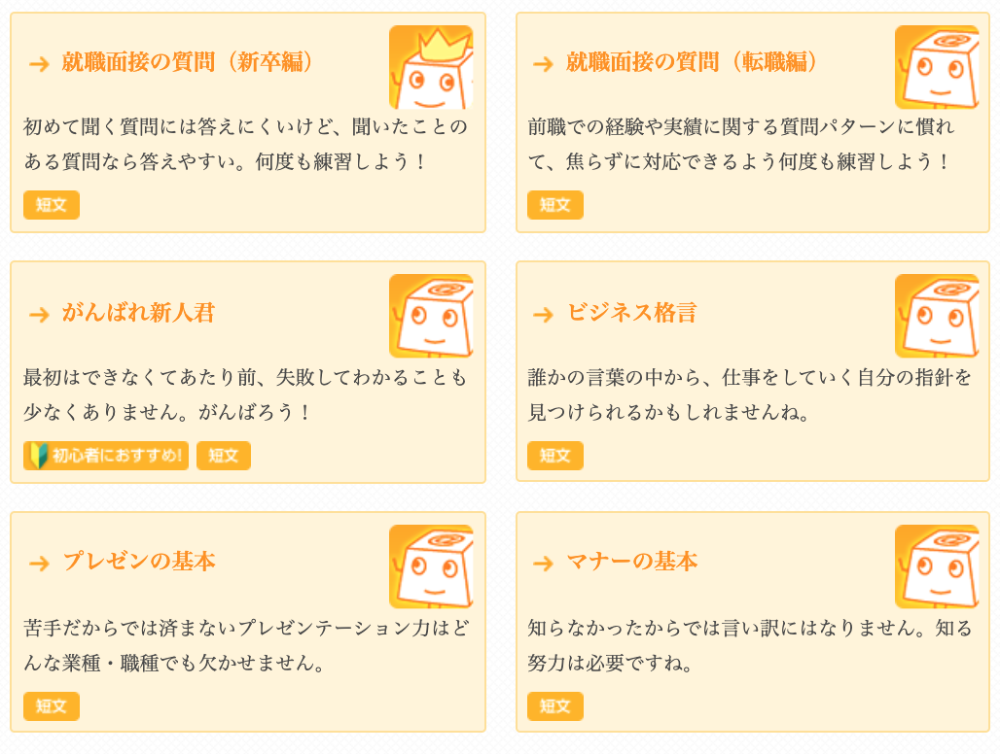 就職面接の質問（新卒編）
初めて聞く質問には答えにくいけど、聞いたことの
ある質問なら答えやすい。何度も練習しよう！
短文
就職面接の質問（転職編）
前職での経験や実績に関する質問パターンに慣れ
て、焦らずに対応できるよう何度も練習しよう！
短文
がんばれ新人君
最初はできなくてあたり前、失敗してわかることも
少なくありません。がんばろう！
初心者におすすめ! 短文
ビジネス格言
誰かの言葉の中から、仕事をしていく自分の指針を
見つけられるかもしれませんね。
短文
プレゼンの基本
苦手だからでは済まないプレゼンテーション力はど
んな業種・職種でも欠かせません。
短文
マナーの基本
知らなかったからでは言い訳にはなりません。知る
努力は必要ですね。
短文